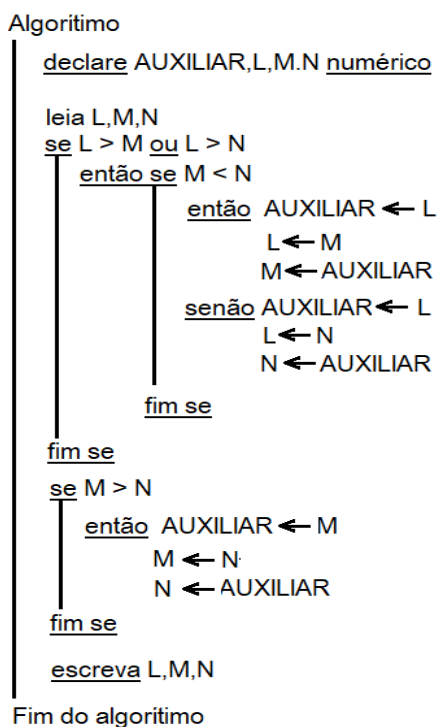 Algoritimo
declare AUXILIAR,L,M.N numérico
leia L,M,N
se L > M ou L > N
então se M < N
então AUXILIAR ← L
L ← M
M ← AUXILIAR
senão AUXILIAR ← L
L ← N
N ← AUXILIAR
fim se
fim se
se M > N
então AUXILIAR ← M
M ← N
N ← AUXILIAR
fim se
escreva L,M,N
Fim do algoritimo